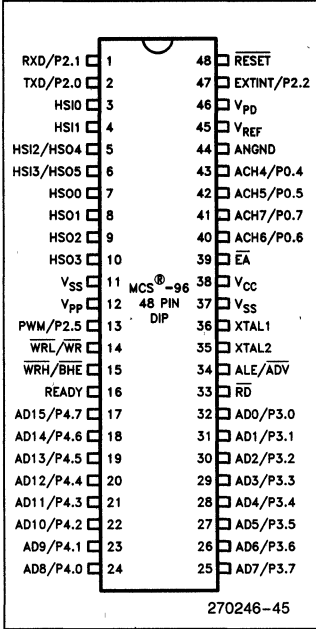 RXD/P2.1 1 48 RESET
TXD/P2.0 2 47 EXTINT/P2.2
HSI0 3 46 VPD
HSI1 4 45 VREF
HSI2/HSO4 5 44 ANGND
HSI3/HSO5 6 43 ACH4/P0.4
HSO0 7 42 ACH5/P0.5
HSO1 8 41 ACH7/P0.7
HSO2 9 40 ACH6/P0.6
HSO3 10 39 EA
VSS 11 38 VCC
MCS®-96
48 PIN
DIP
VPP 12 37 VSS
PWM/P2.5 13 36 XTAL1
WRL/WR 14 35 XTAL2
WRH/BHE 15 34 ALE/ADV
READY 16 33 RD
AD15/P4.7 17 32 AD0/P3.0
AD14/P4.6 18 31 AD1/P3.1
AD13/P4.5 19 30 AD2/P3.2
AD12/P4.4 20 29 AD3/P3.3
AD11/P4.3 21 28 AD4/P3.4
AD10/P4.2 22 27 AD5/P3.5
AD9/P4.1 23 26 AD6/P3.6
AD8/P4.0 24 25 AD7/P3.7
270246-45